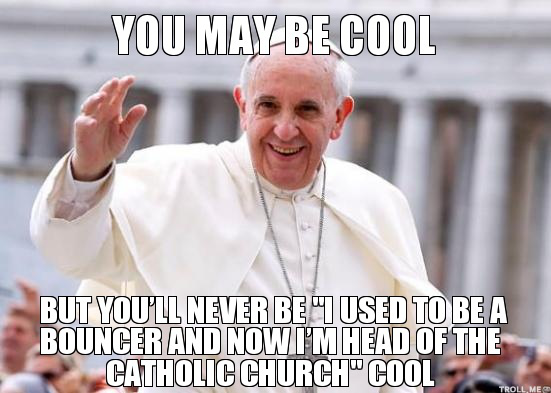 YOU MAY BE COOL
BUT YOU'LL NEVER BE "I USED TO BE A
BOUNCER AND NOW I'M HEAD OF THE
CATHOLIC CHURCH" COOL
TROLL.ME